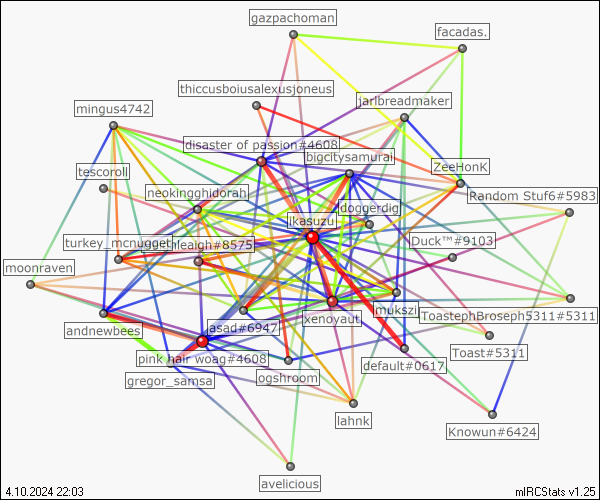 gazpachoman
facadas.
thiccusboiusalexusjoneus
jarlbreadmaker
mingus4742
disaster of passion#4608
bigcitysamurai
ZeeHonK
tescoroll
neokingghidorah
Random Stuf6#5983
doggerdig
ikasuzu
turkey_mcnugget
hleaigh#8575
Duck™#9103
moonraven
mukszi
xenovaut
ToastephBroseph5311#5311
andnewbees
asad#6947
Toast#5311
pink hair woag#4608
default#0617
gregor_samsa
ogshroom
lahnk
Knowun#6424
avelicious
4.10.2024 22:03
mIRCStats v1.25